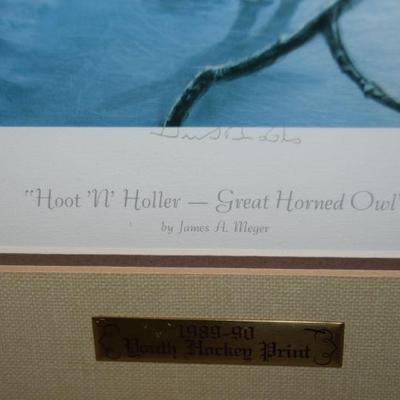 "Hoot 'N' Holler — Great Horned Owl"
by James A. Meger
1989-90
Youth Hockey Print